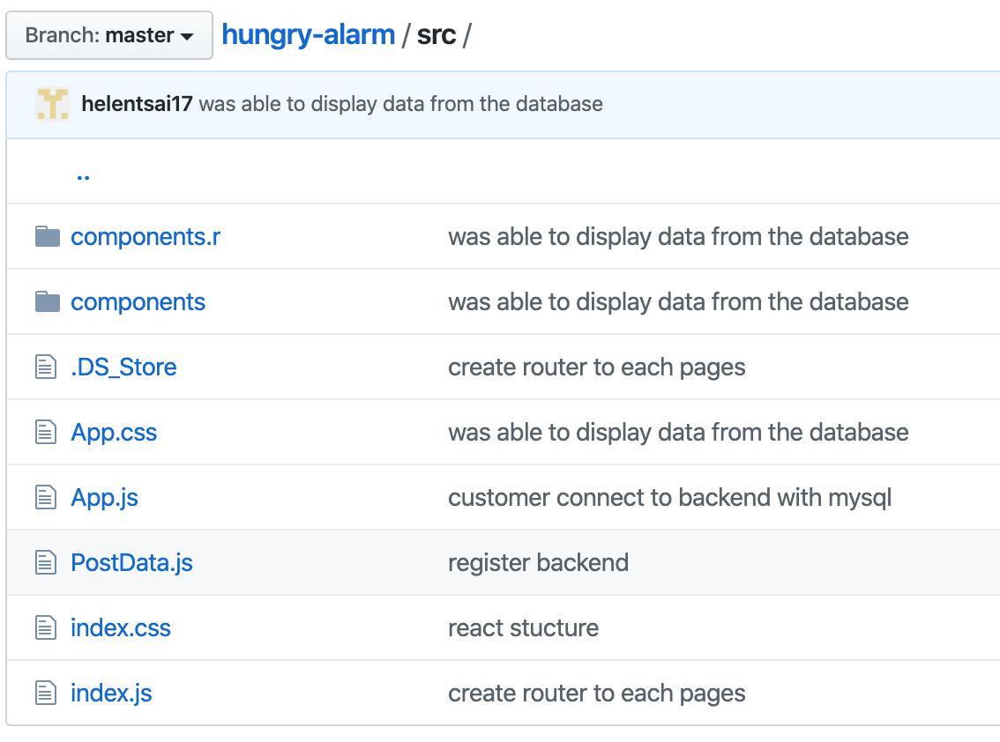 Branch: master hungry-alarm / src /
helentsai17 was able to display data from the database
..
components.r was able to display data from the database
components was able to display data from the database
.DS_Store create router to each pages
App.css was able to display data from the database
App.js customer connect to backend with mysql
PostData.js register backend
index.css react stucture
index.js create router to each pages